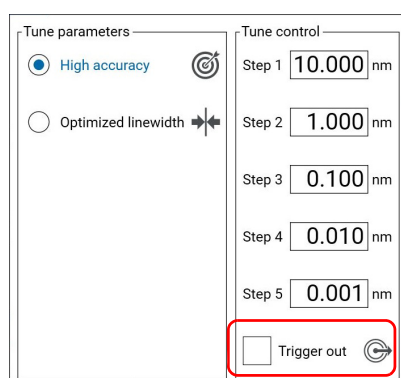 Tune parameters
High accuracy
Optimized linewidth
Tune control
Step 1 10.000 nm
Step 2 1.000 nm
Step 3 0.100 nm
Step 4 0.010 nm
Step 5 0.001 nm
Trigger out